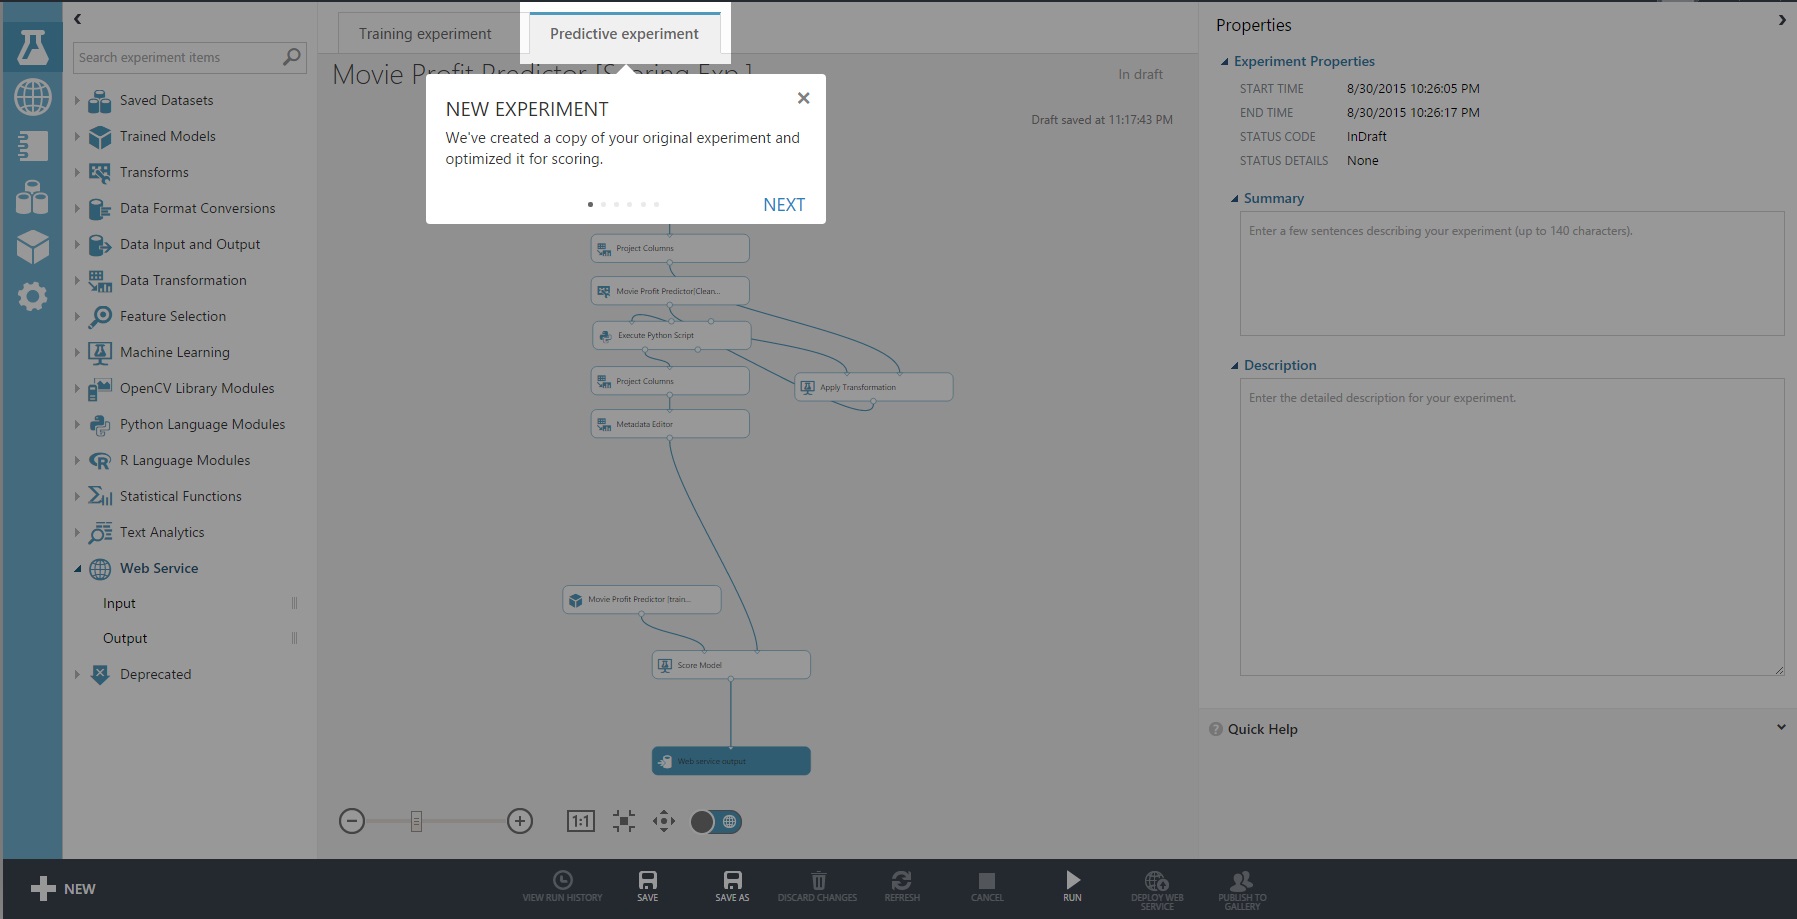 Search experiment items
Saved Datasets
Trained Models
Transforms
Data Format Conversions
Data Input and Output
Data Transformation
Feature Selection
Machine Learning
OpenCV Library Modules
Python Language Modules
R Language Modules
Statistical Functions
Text Analytics
Web Service
Input
Output
Deprecated
Training experiment
Predictive experiment
Movie Profit Predictor [Scoring Exp.]
In draft
Draft saved at 11:17:43 PM
NEW EXPERIMENT
We've created a copy of your original experiment and
optimized it for scoring.
NEXT
Project Columns
Movie Profit Predictor[Clean...
Execute Python Script
Project Columns
Apply Transformation
Metadata Editor
Movie Profit Predictor [train...
Score Model
Web service output
1:1
Properties
Experiment Properties
START TIME 8/30/2015 10:26:05 PM
END TIME 8/30/2015 10:26:17 PM
STATUS CODE InDraft
STATUS DETAILS None
Summary
Enter a few sentences describing your experiment (up to 140 characters).
Description
Enter the detailed description for your experiment.
Quick Help
NEW
VIEW RUN HISTORY
SAVE
SAVE AS
DISCARD CHANGES
REFRESH
CANCEL
RUN
DEPLOY WEB
SERVICE
PUBLISH TO
GALLERY